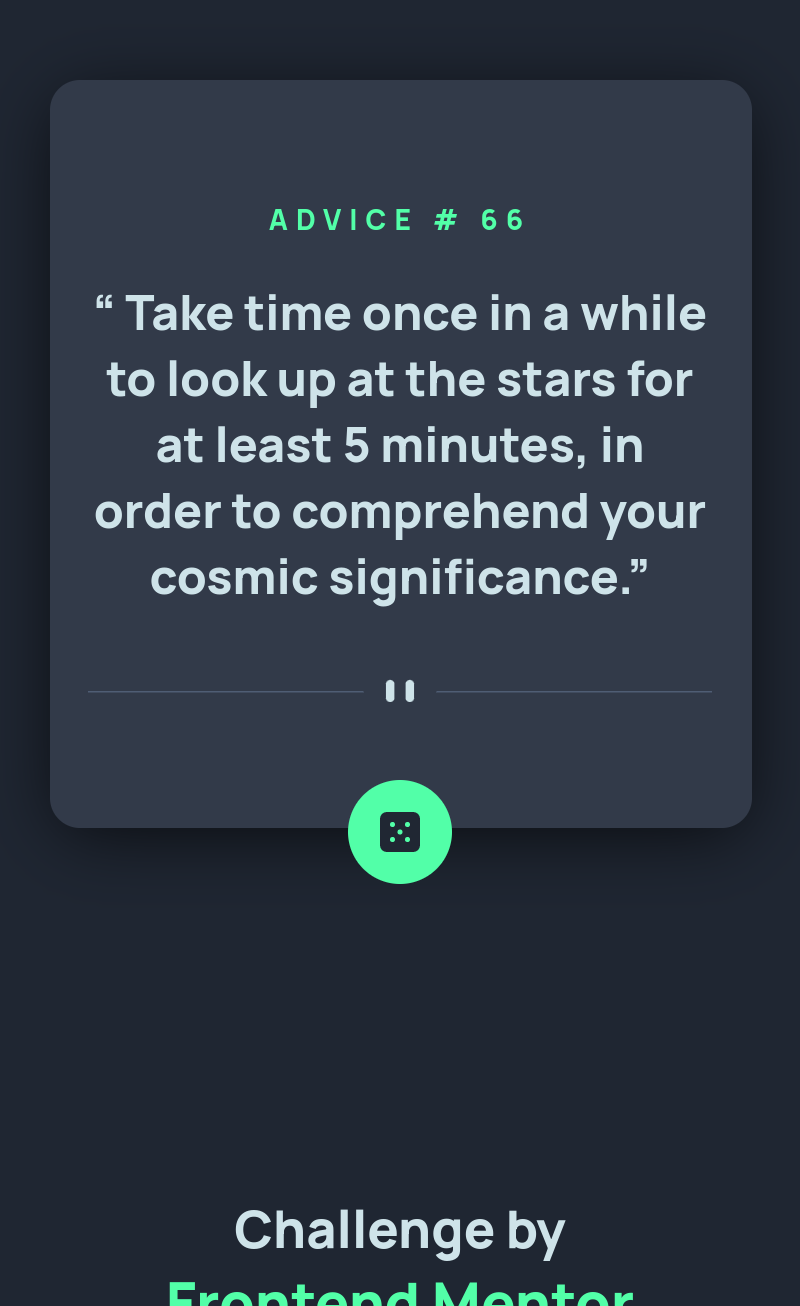 ADVICE # 66
“ Take time once in a while
to look up at the stars for
at least 5 minutes, in
order to comprehend your
cosmic significance.”
Challenge by
Frontend Mentor